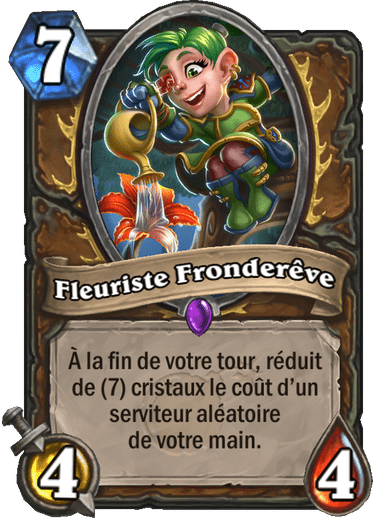 7
Fleuriste Fronderêve
À la fin de votre tour, réduit
de (7) cristaux le coût d'un
serviteur aléatoire
de votre main.
4
4